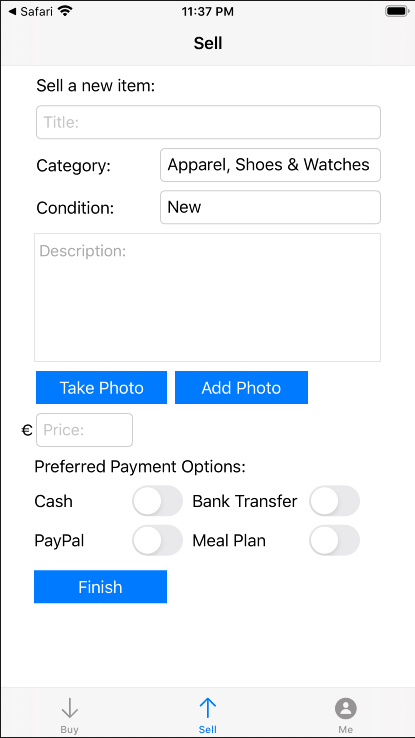 ◀ Safari 11:37 PM
Sell
Sell a new item:
Title:
Category: Apparel, Shoes & Watches
Condition: New
Description:
Take Photo Add Photo
€ Price:
Preferred Payment Options:
Cash Bank Transfer
PayPal Meal Plan
Finish
Buy Sell Me